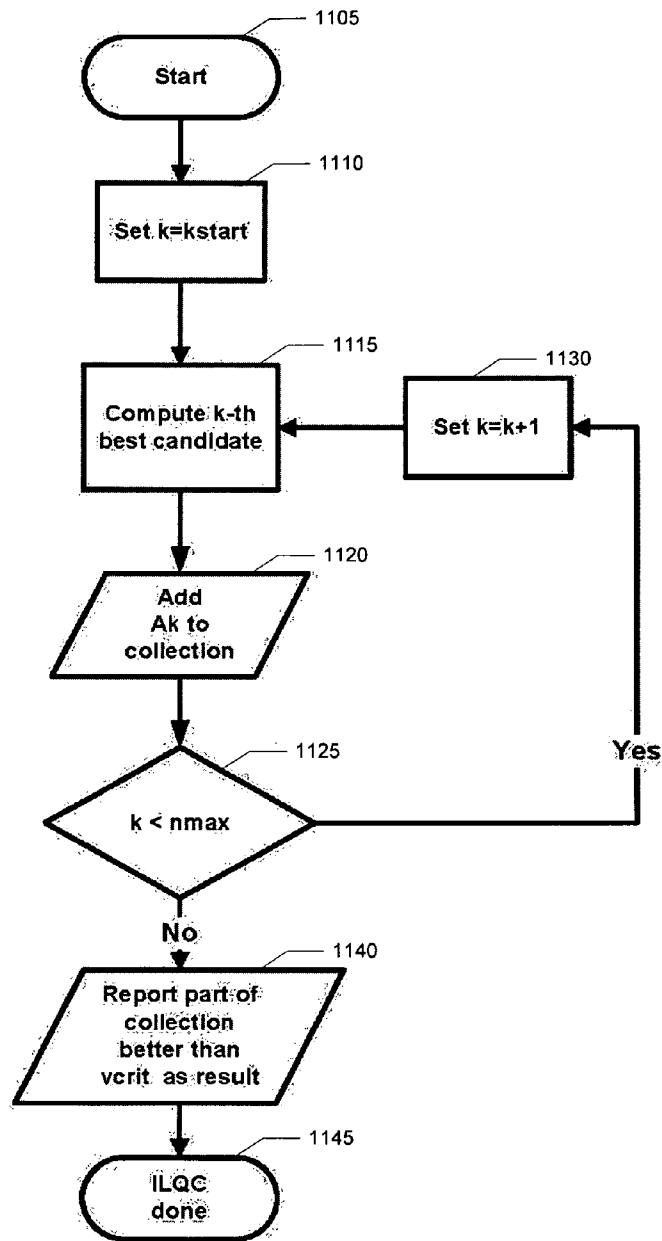 1105
Start
1110
Set k=kstart
1115
Compute k-th
best candidate
1130
Set k=k+1
1120
Add
Ak to
collection
1125
k < nmax
Yes
No
1140
Report part of
collection
better than
vcrit as result
1145
ILQC
done